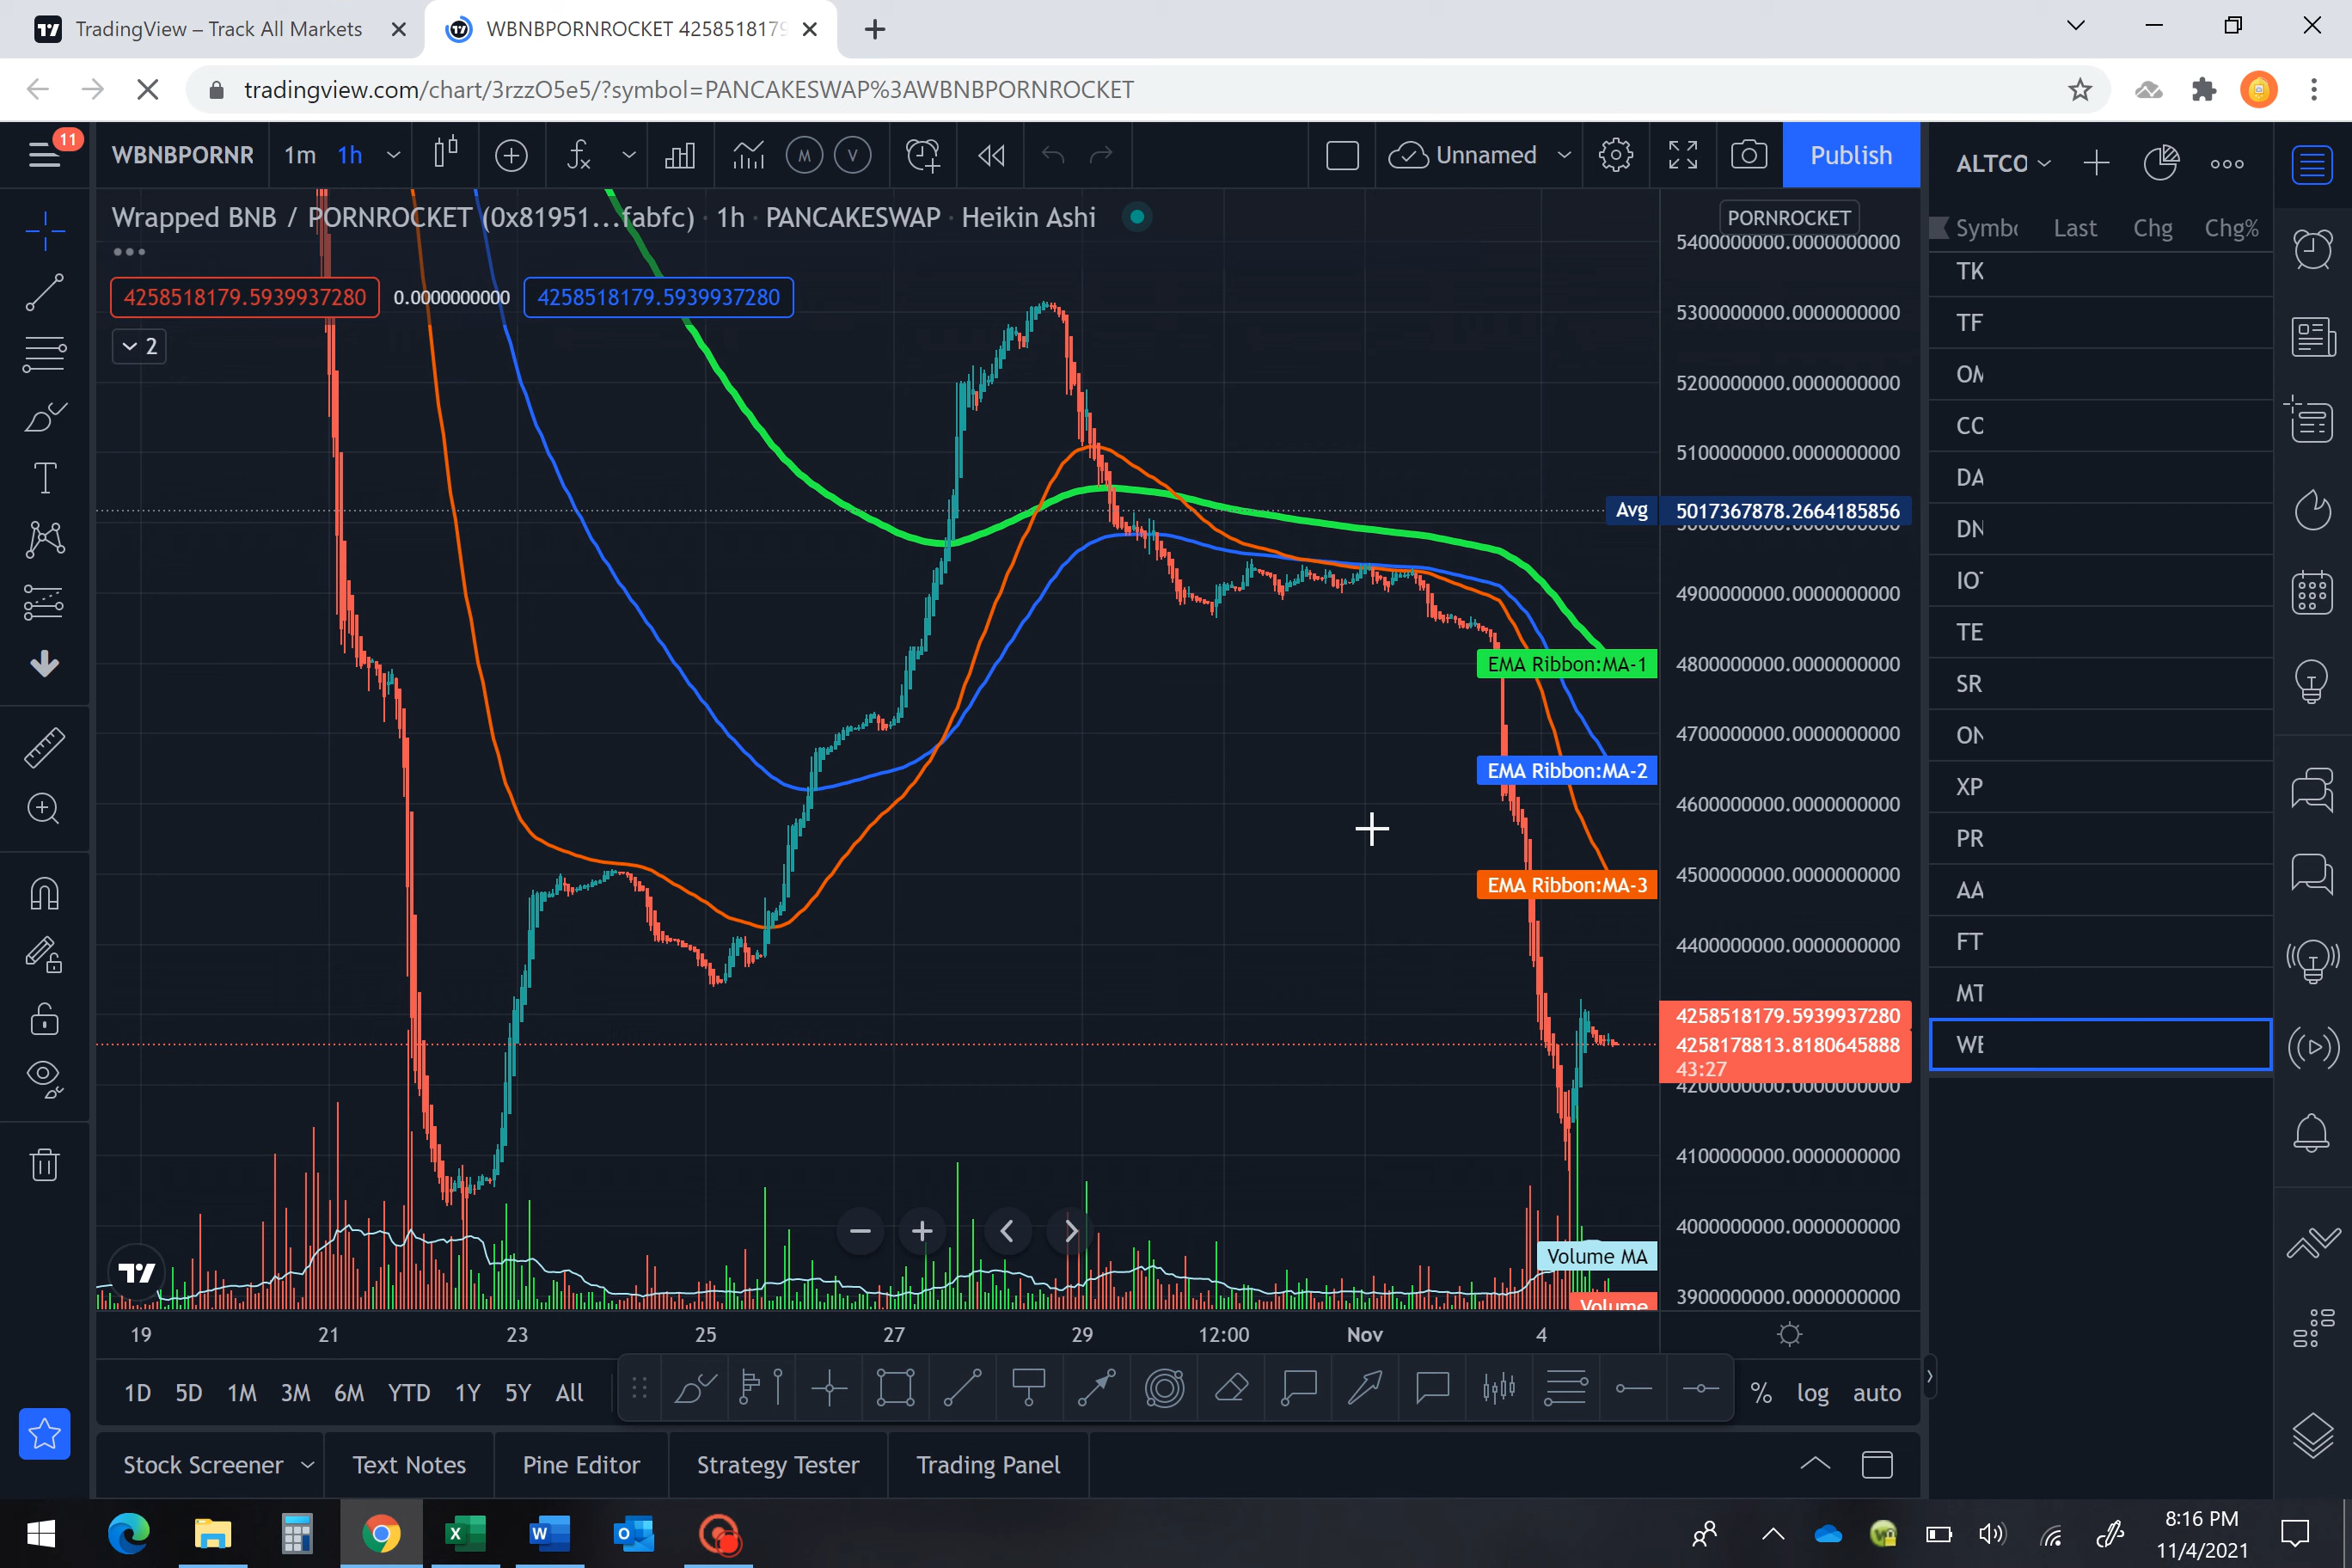 TradingView – Track All Markets
WBNBPORNROCKET 425851817
tradingview.com/chart/3rzzO5e5/?symbol=PANCAKESWAP%3AWBNBPORNROCKET
11
WBNBPORNR 1m 1h M V Unnamed Publish
ALTCO
Wrapped BNB / PORNROCKET (0x81951...fabfc) · 1h · PANCAKESWAP · Heikin Ashi
PORNROCKET
Last Chg Chg%
4258518179.5939937280 0.0000000000 4258518179.5939937280
2
5400000000.0000000000
5300000000.0000000000
5200000000.0000000000
5100000000.0000000000
Avg 5017367878.2664185856
5000000000.0000000000
4900000000.0000000000
EMA Ribbon:MA-1 4800000000.0000000000
4700000000.0000000000
EMA Ribbon:MA-2
4600000000.0000000000
4500000000.0000000000
EMA Ribbon:MA-3
4400000000.0000000000
4258518179.5939937280
4258178813.8180645888
43:27
4200000000.0000000000
4100000000.0000000000
4000000000.0000000000
Volume MA
3900000000.0000000000
Volume
TK
TF
CC
DA
IO
TE
SR
XP
PR
AA
FT
19 21 23 25 27 29 12:00 Nov 4
1D 5D 1M 3M 6M YTD 1Y 5Y All % log auto
Stock Screener Text Notes Pine Editor Strategy Tester Trading Panel
8:16 PM
11/4/2021